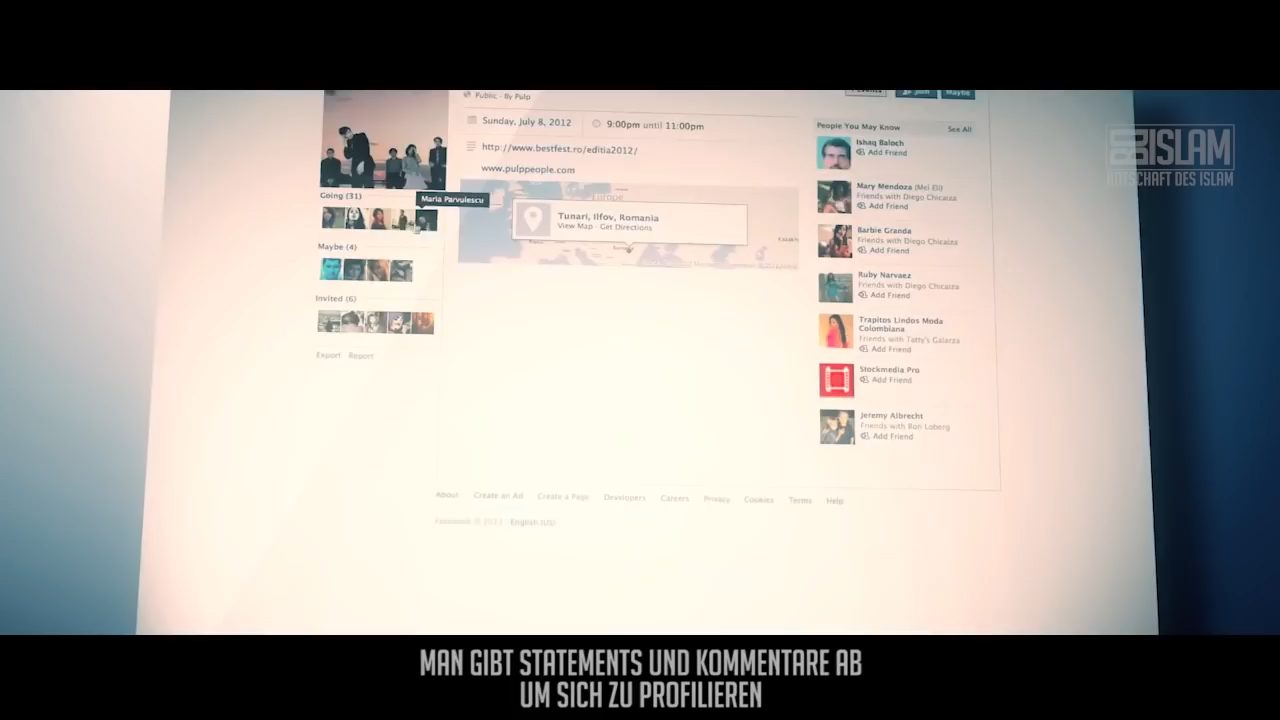 Public · By Pulp
Join
Maybe
Sunday, July 8, 2012
9:00pm until 11:00pm
http://www.bestfest.ro/editia2012/
www.pulppeople.com
Going (31)
Maria Parvulescu
Europe
Tunari, Ilfov, Romania
View Map · Get Directions
Maybe (4)
Invited (6)
Export Report
People You May Know
See All
Ishaq Baloch
Add Friend
Mary Mendoza (Mei Eli)
Friends with Diego Chicaiza
Add Friend
Barbie Granda
Friends with Diego Chicaiza
Add Friend
Ruby Narvaez
Friends with Diego Chicaiza
Add Friend
Trapitos Lindos Moda
Colombiana
Friends with Tatty's Galarza
Add Friend
Stockmedia Pro
Add Friend
Jeremy Albrecht
Friends with Ron Loberg
Add Friend
About Create an Ad Create a Page Developers Careers Privacy Cookies Terms Help
English (US)
ISLAM
BOTSCHAFT DES ISLAM
MAN GIBT STATEMENTS UND KOMMENTARE AB
UM SICH ZU PROFILIEREN